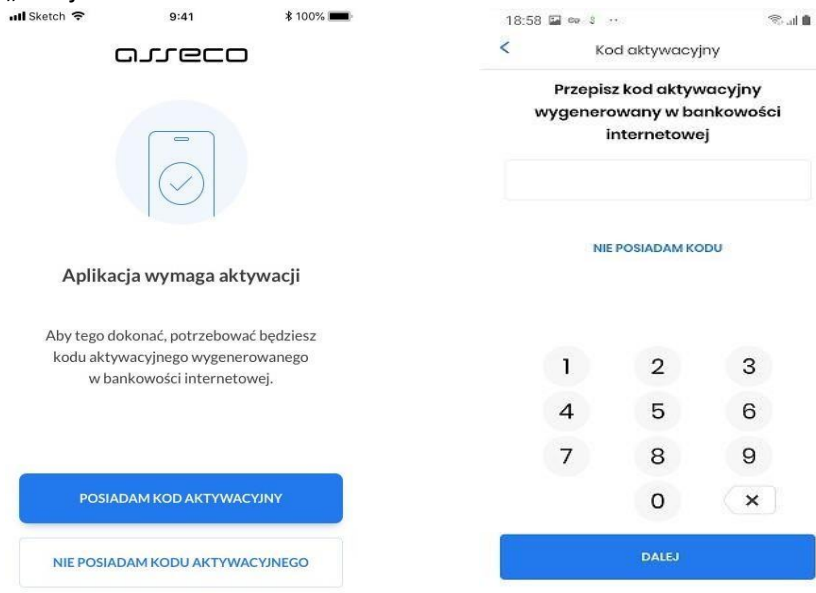 Sketch 9:41 100%
asseco
Aplikacja wymaga aktywacji
Aby tego dokonać, potrzebować będziesz
kodu aktywacyjnego wygenerowanego
w bankowości internetowej.
POSIADAM KOD AKTYWACYJNY
NIE POSIADAM KODU AKTYWACYJNEGO
18:58
Kod aktywacyjny
Przepisz kod aktywacyjny
wygenerowany w bankowości
internetowej
NIE POSIADAM KODU
1 2 3
4 5 6
7 8 9
0
DALEJ